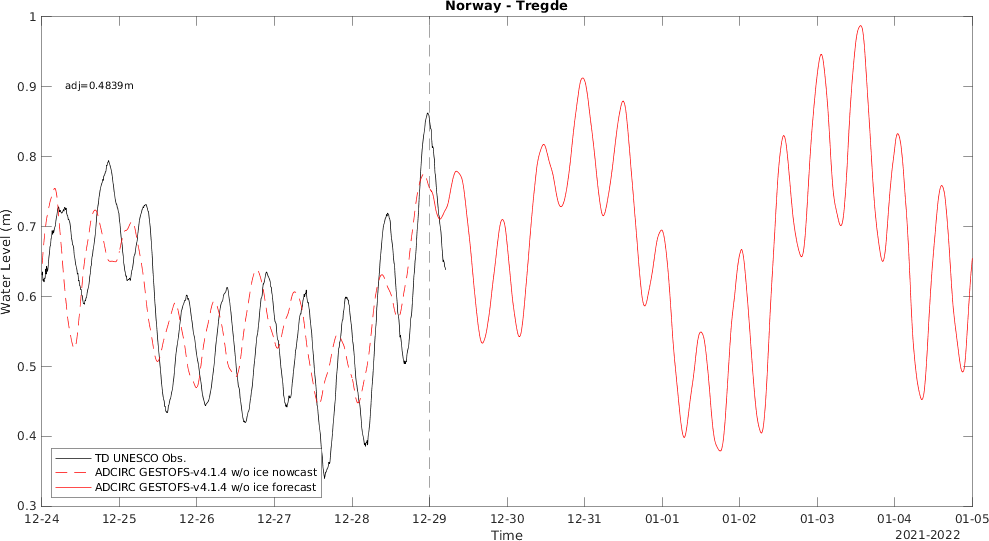 Norway - Tregde
adj=0.4839m
Water Level (m)
1
0.9
0.8
0.7
0.6
0.5
0.4
0.3
TD UNESCO Obs.
ADCIRC GESTOFS-v4.1.4 w/o ice nowcast
ADCIRC GESTOFS-v4.1.4 w/o ice forecast
12-24 12-25 12-26 12-27 12-28 12-29 12-30 12-31 01-01 01-02 01-03 01-04 01-05
Time
2021-2022